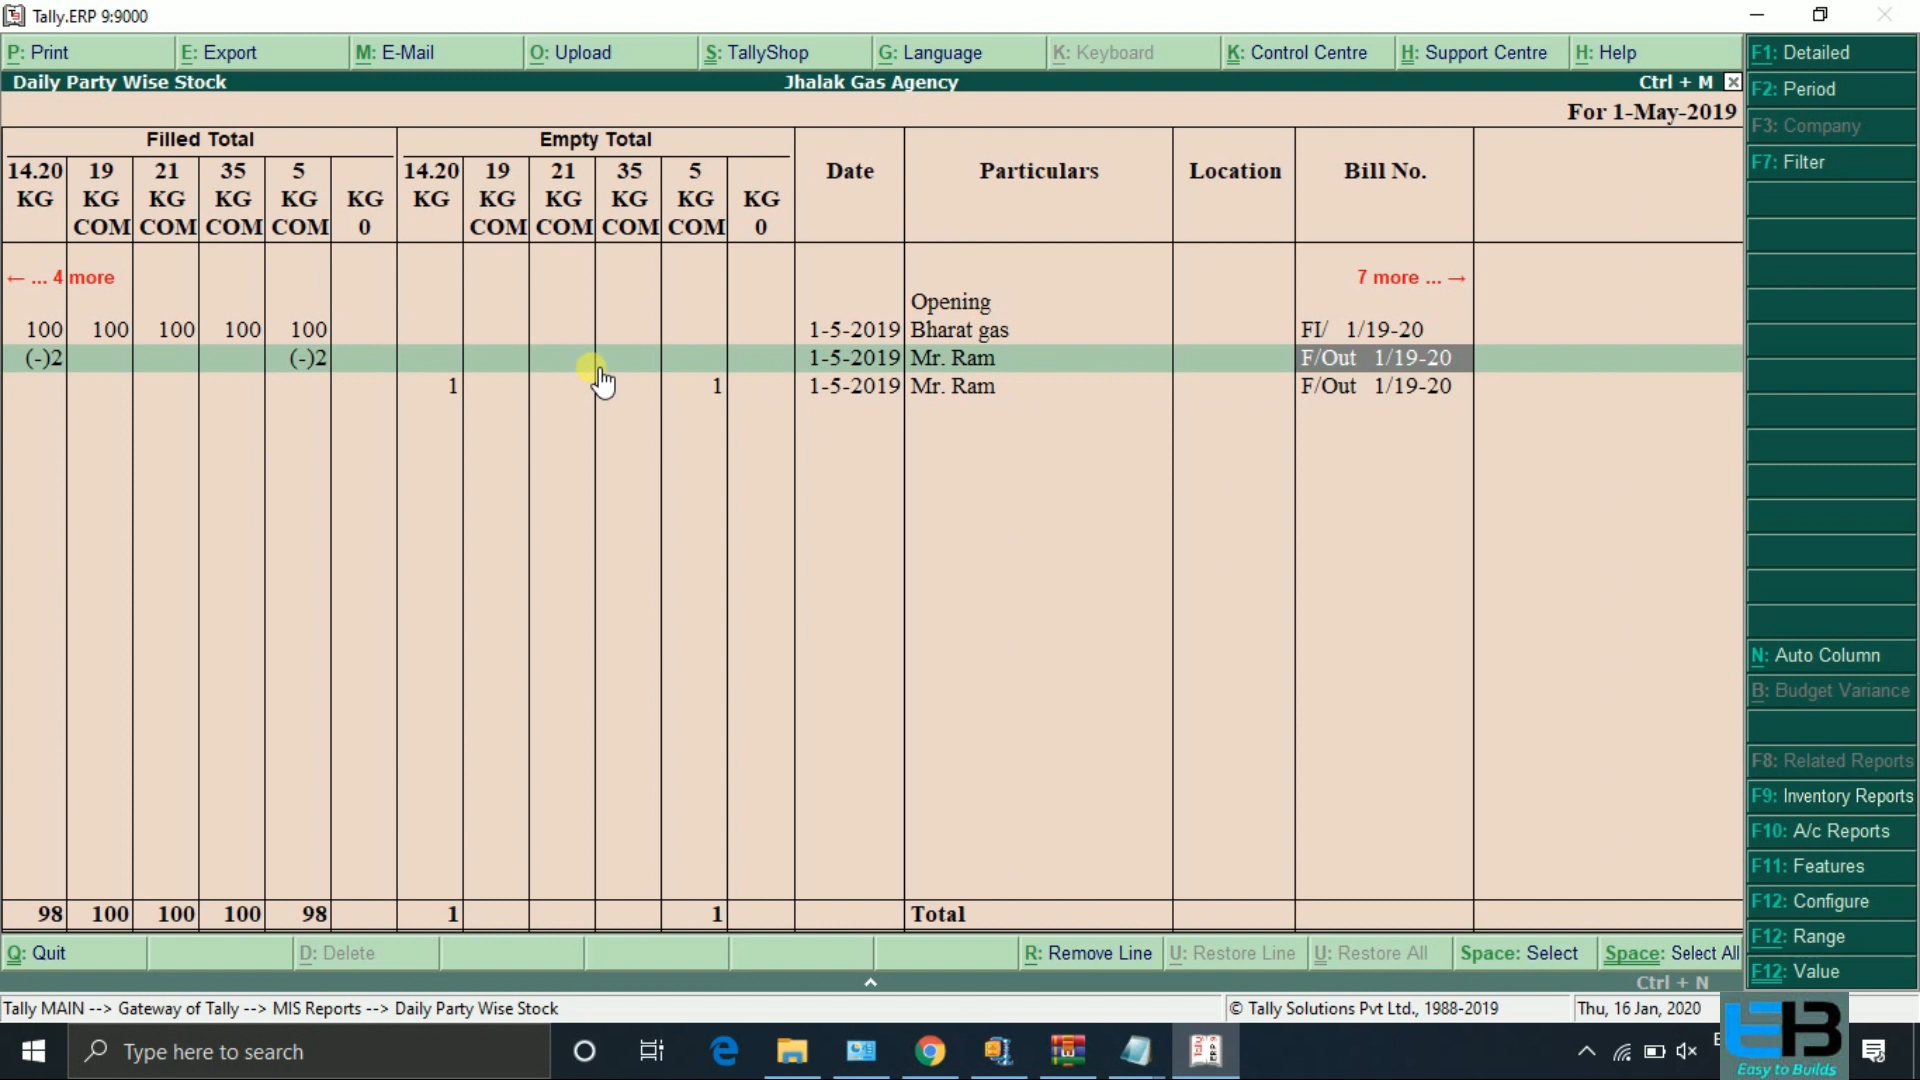 Tally.ERP 9:9000
P: Print E: Export M: E-Mail O: Upload S: TallyShop G: Language K: Keyboard K: Control Centre H: Support Centre H: Help
Daily Party Wise Stock Jhalak Gas Agency Ctrl + M
For 1-May-2019
Filled Total Empty Total
14.20 KG 19 KG COM 21 KG COM 35 KG COM 5 KG COM KG 0 14.20 KG 19 KG COM 21 KG COM 35 KG COM 5 KG COM KG 0 Date Particulars Location Bill No.
← ... 4 more 7 more ... →
Opening
100 100 100 100 100 1-5-2019 Bharat gas FI/ 1/19-20
(-)2 (-)2 1-5-2019 Mr. Ram F/Out 1/19-20
1 1 1-5-2019 Mr. Ram F/Out 1/19-20
98 100 100 100 98 1 1 Total
Q: Quit D: Delete R: Remove Line U: Restore Line U: Restore All Space: Select Space: Select All
Ctrl + N
F1: Detailed
F2: Period
F3: Company
F7: Filter
N: Auto Column
B: Budget Variance
F8: Related Reports
F9: Inventory Reports
F10: A/c Reports
F11: Features
F12: Configure
F12: Range
F12: Value
Tally MAIN --> Gateway of Tally --> MIS Reports --> Daily Party Wise Stock © Tally Solutions Pvt Ltd., 1988-2019 Thu, 16 Jan, 2020
Type here to search
EB
Easy to Builds